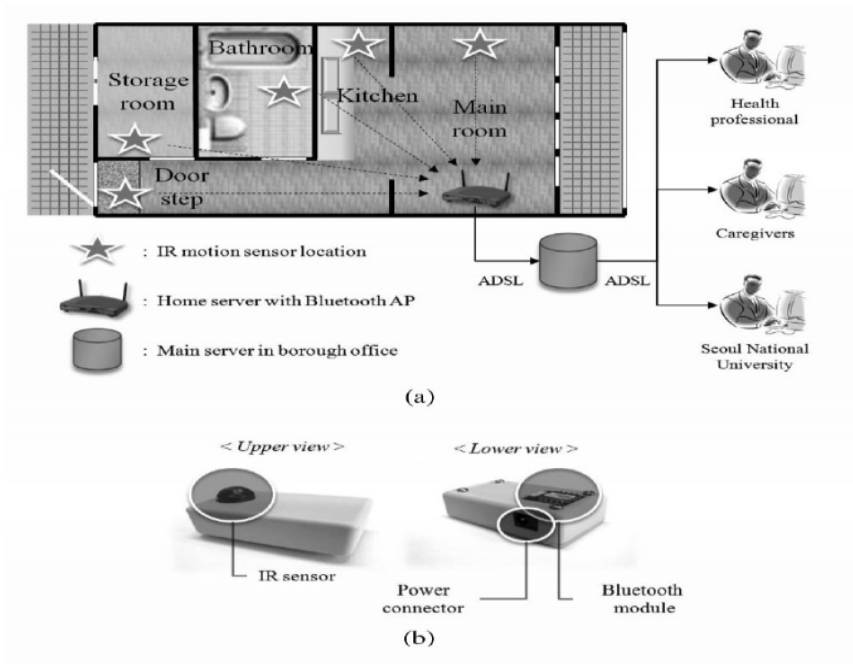 Bathroom
Storage
room
Kitchen
Main
room
Door
step
Health
professional
Caregivers
Seoul National
University
ADSL
ADSL
: IR motion sensor location
: Home server with Bluetooth AP
: Main server in borough office
(a)
< Upper view >
< Lower view >
IR sensor
Power
connector
Bluetooth
module
(b)